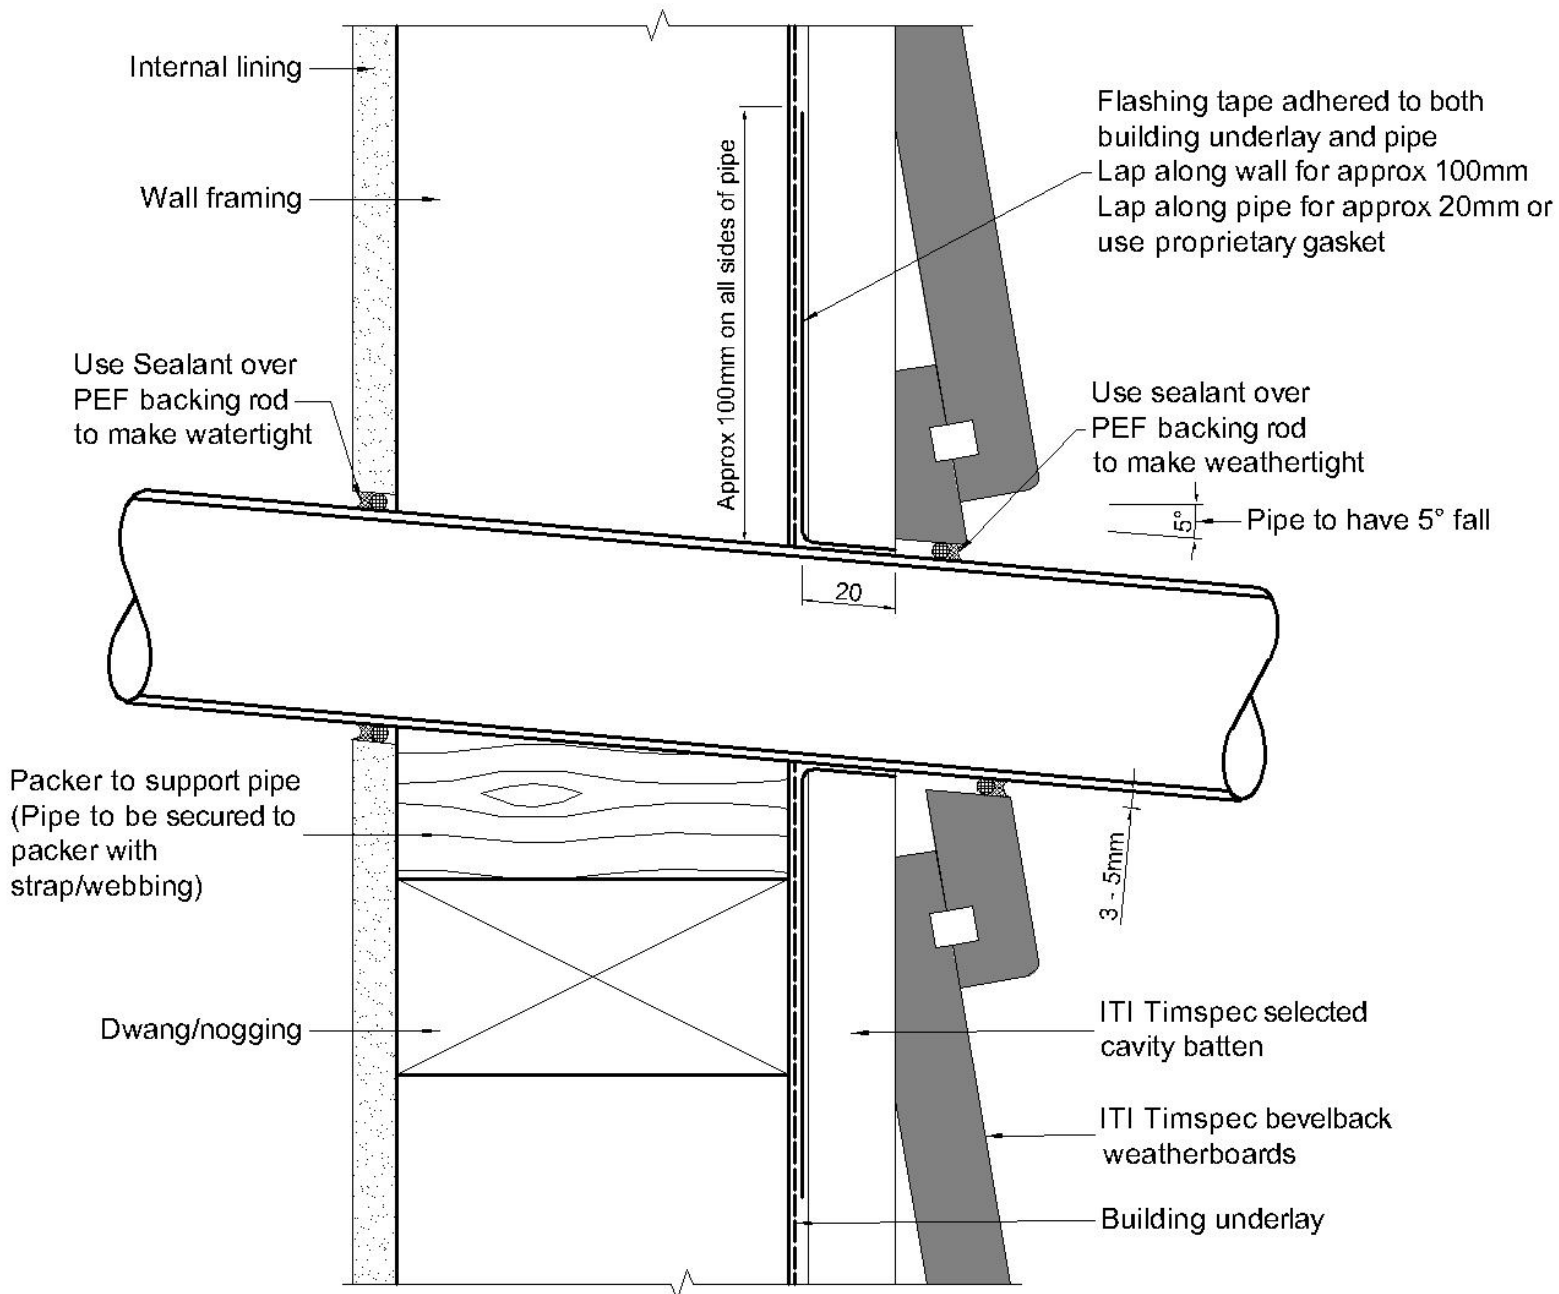 Internal lining
Wall framing
Use Sealant over
PEF backing rod
to make watertight
Approx 100mm on all sides of pipe
Flashing tape adhered to both
building underlay and pipe
Lap along wall for approx 100mm
Lap along pipe for approx 20mm or
use proprietary gasket
Use sealant over
PEF backing rod
to make weathertight
5°
Pipe to have 5° fall
20
Packer to support pipe
(Pipe to be secured to
packer with
strap/webbing)
3 - 5mm
Dwang/nogging
ITI Timspec selected
cavity batten
ITI Timspec bevelback
weatherboards
Building underlay